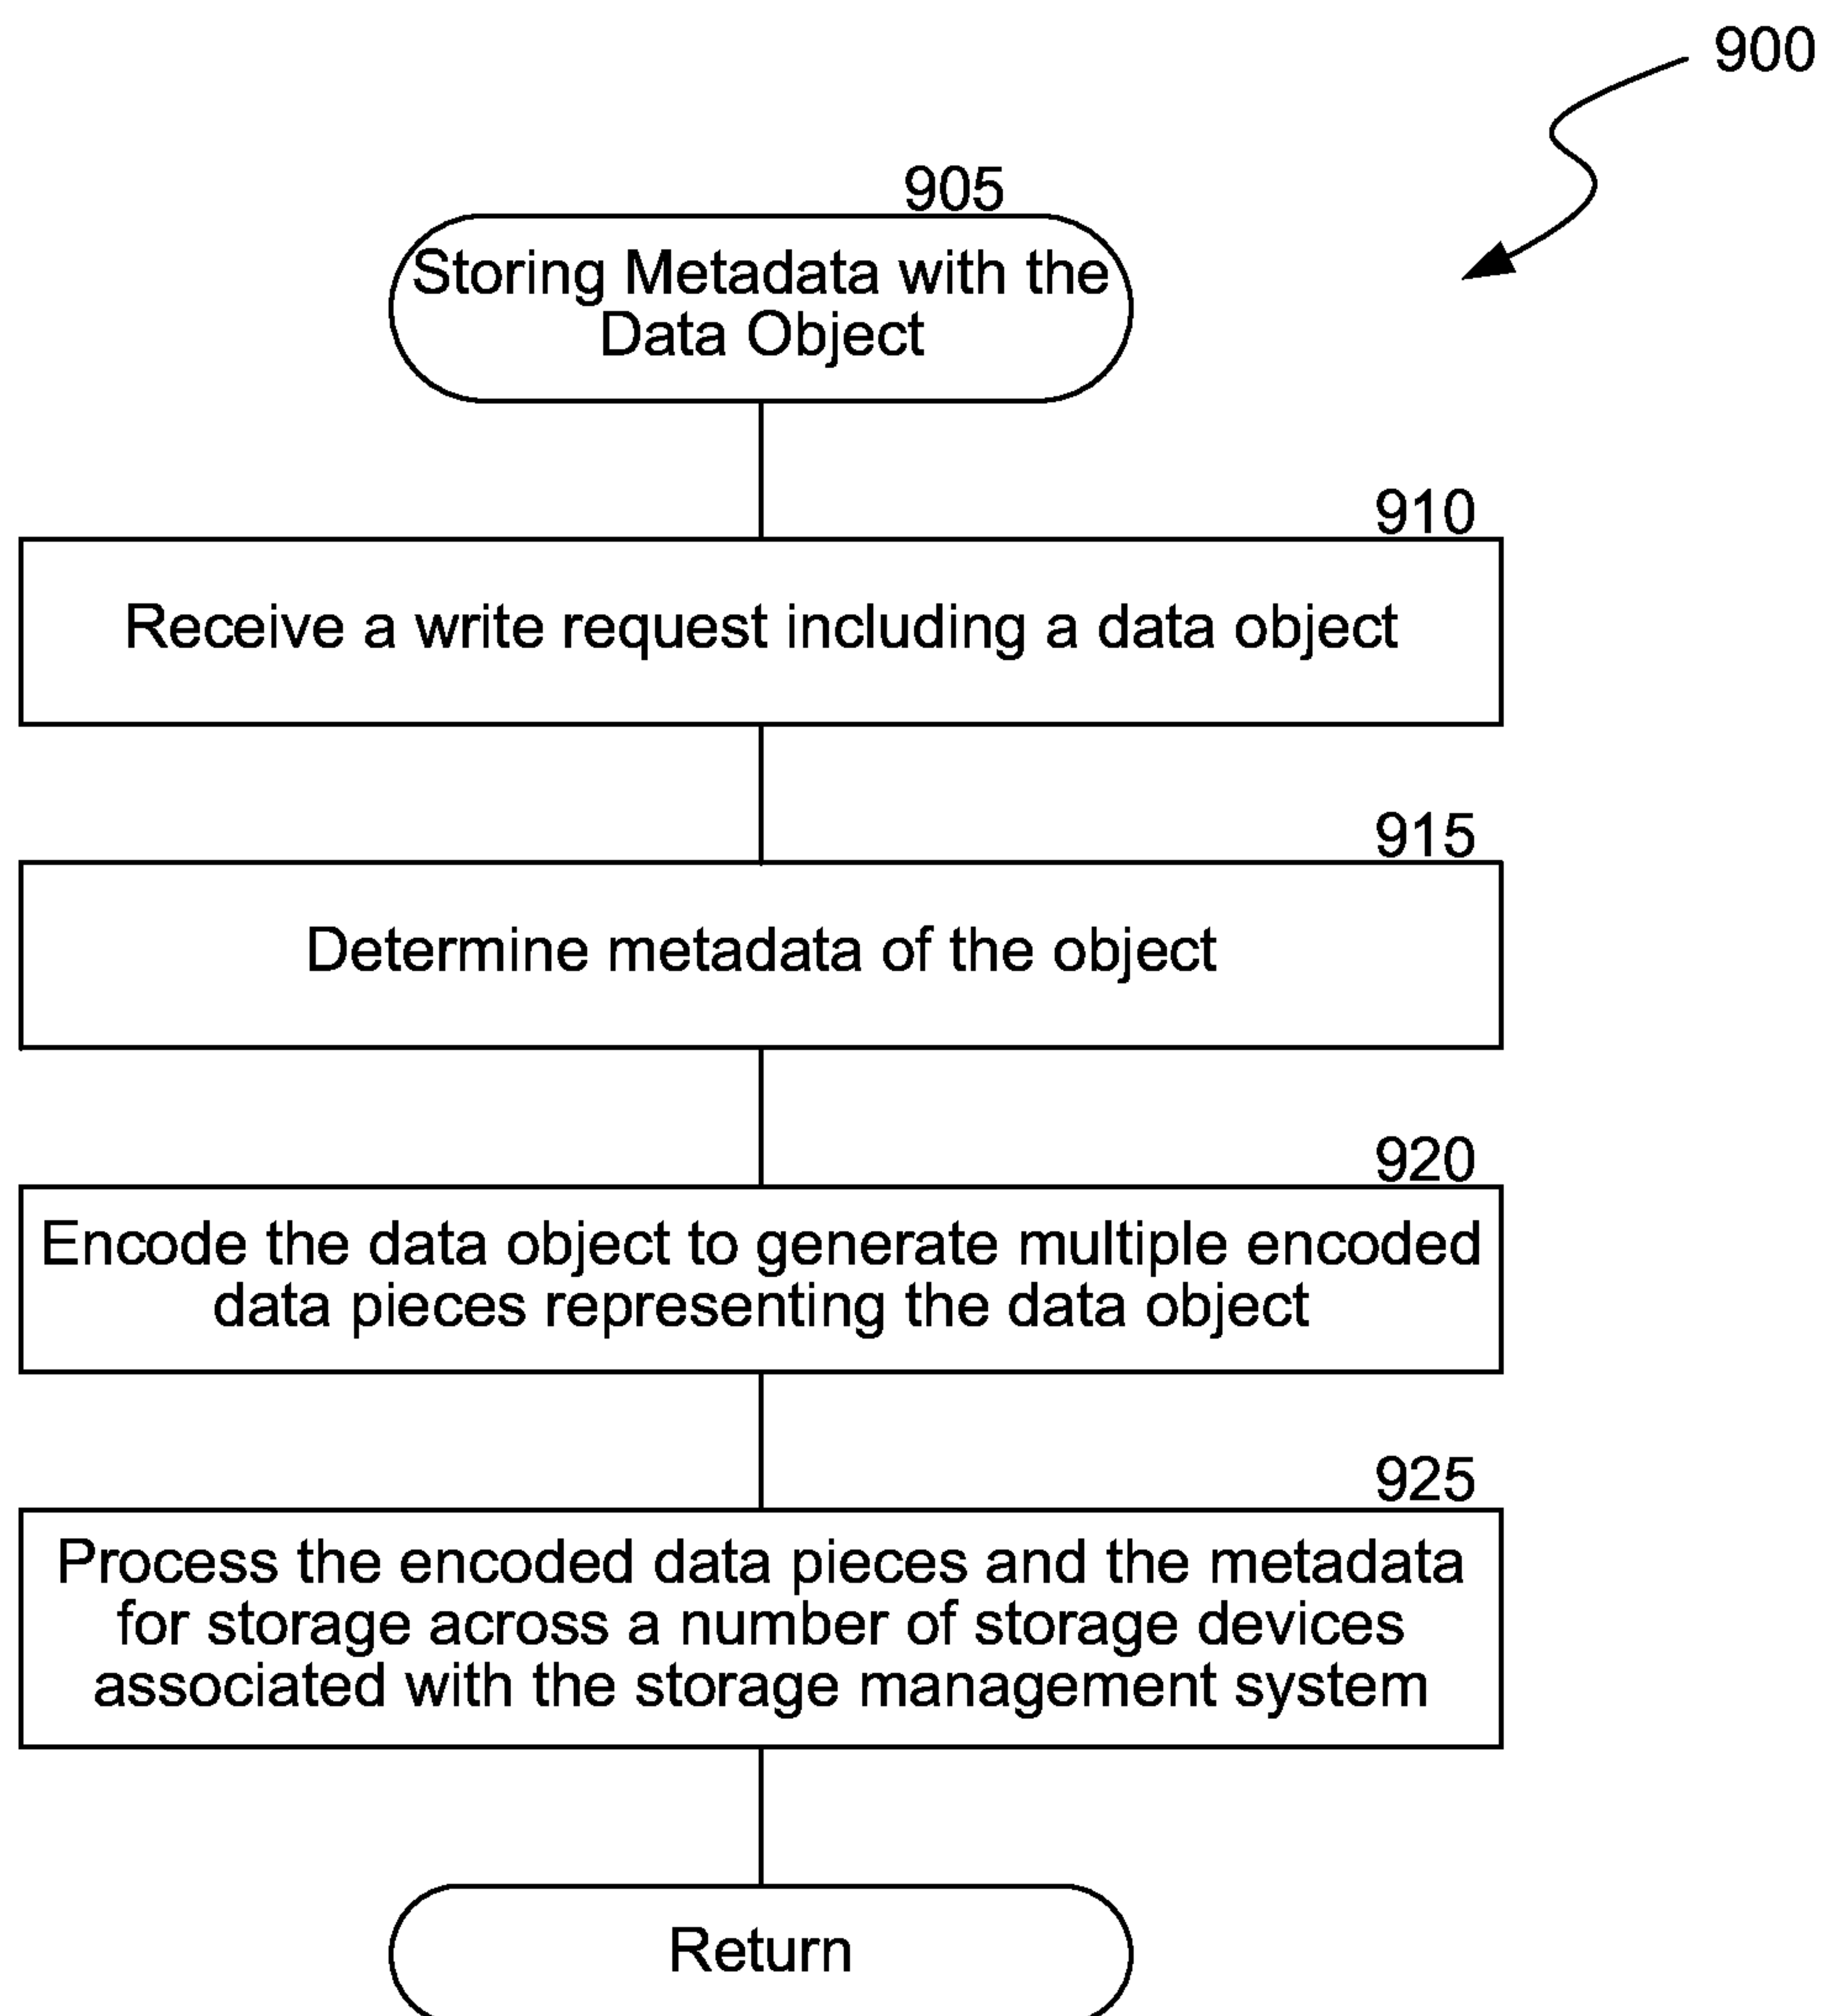 900
905
Storing Metadata with the
Data Object
910
Receive a write request including a data object
915
Determine metadata of the object
920
Encode the data object to generate multiple encoded
data pieces representing the data object
925
Process the encoded data pieces and the metadata
for storage across a number of storage devices
associated with the storage management system
Return